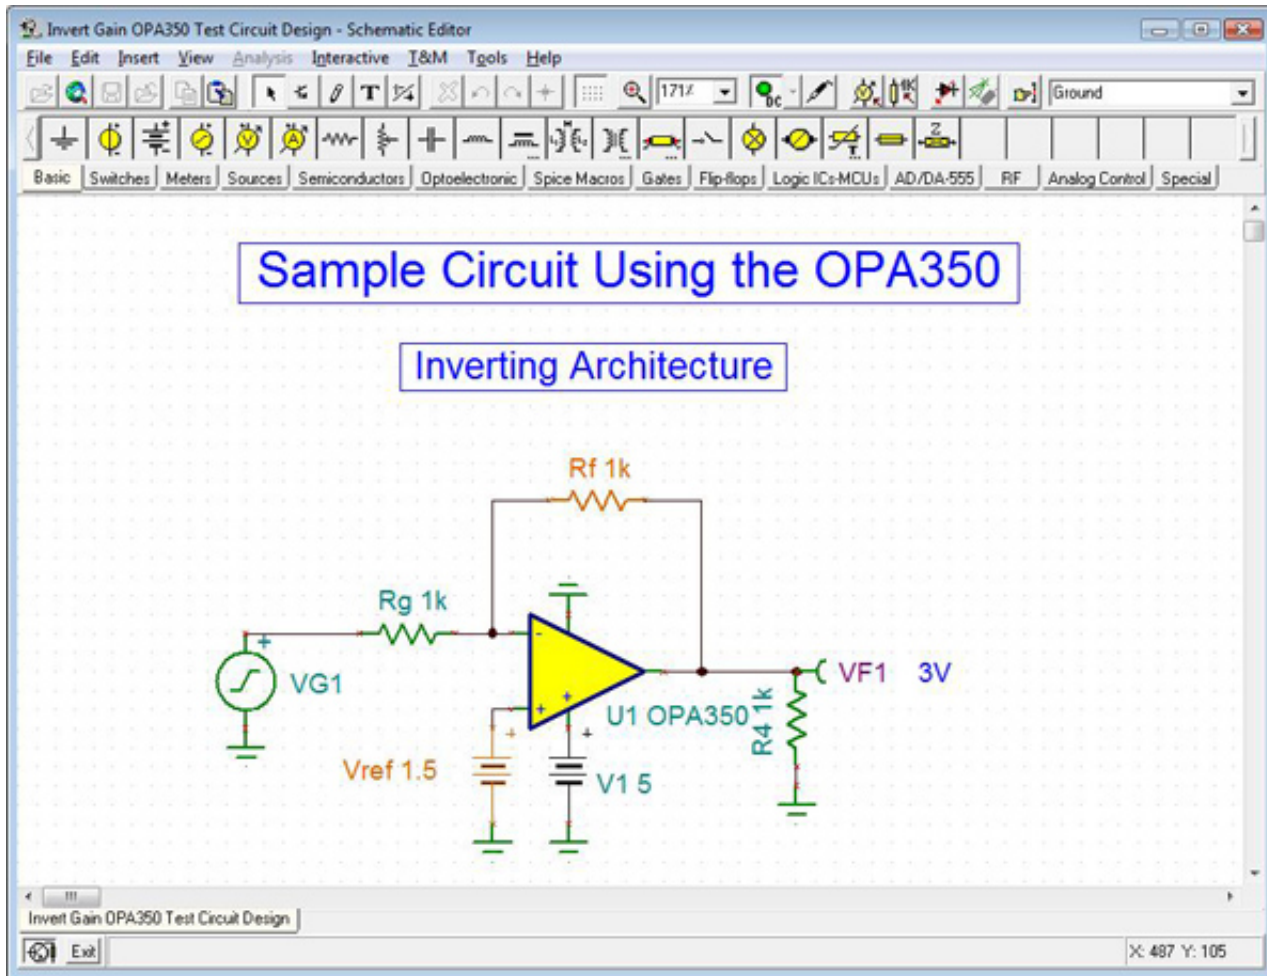 Invert Gain OPA350 Test Circuit Design - Schematic Editor
File Edit Insert View Analysis Interactive T&M Tools Help
T 171% DC 1K Ground
Basic Switches Meters Sources Semiconductors Optoelectronic Spice Macros Gates Flip-flops Logic ICs-MCUs AD/DA-555 RF Analog Control Special
Sample Circuit Using the OPA350
Inverting Architecture
Rf 1k
Rg 1k
VG1
VF1 3V
U1 OPA350
R4 1k
Vref 1.5
V1 5
Invert Gain OPA350 Test Circuit Design
Exit
X: 487 Y: 105